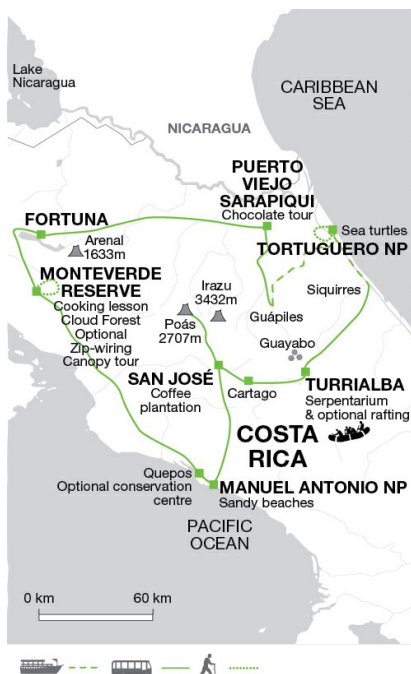 Lake
Nicaragua
CARIBBEAN
SEA
NICARAGUA
PUERTO
VIEJO
SARAPIQUI
Chocolate tour
FORTUNA
Sea turtles
TORTUGUERO NP
Arenal
1633m
MONTEVERDE
RESERVE
Cooking lesson
Cloud Forest
Optional
Zip-wiring
Canopy tour
Irazu
3432m
Siquirres
Poás
2707m
Guápiles
Guayabo
SAN JOSÉ
Coffee
plantation
Cartago
TURRIALBA
Serpentarium
& optional rafting
COSTA
RICA
Quepos
Optional conservation
centre
MANUEL ANTONIO NP
Sandy beaches
PACIFIC
OCEAN
0 km 60 km